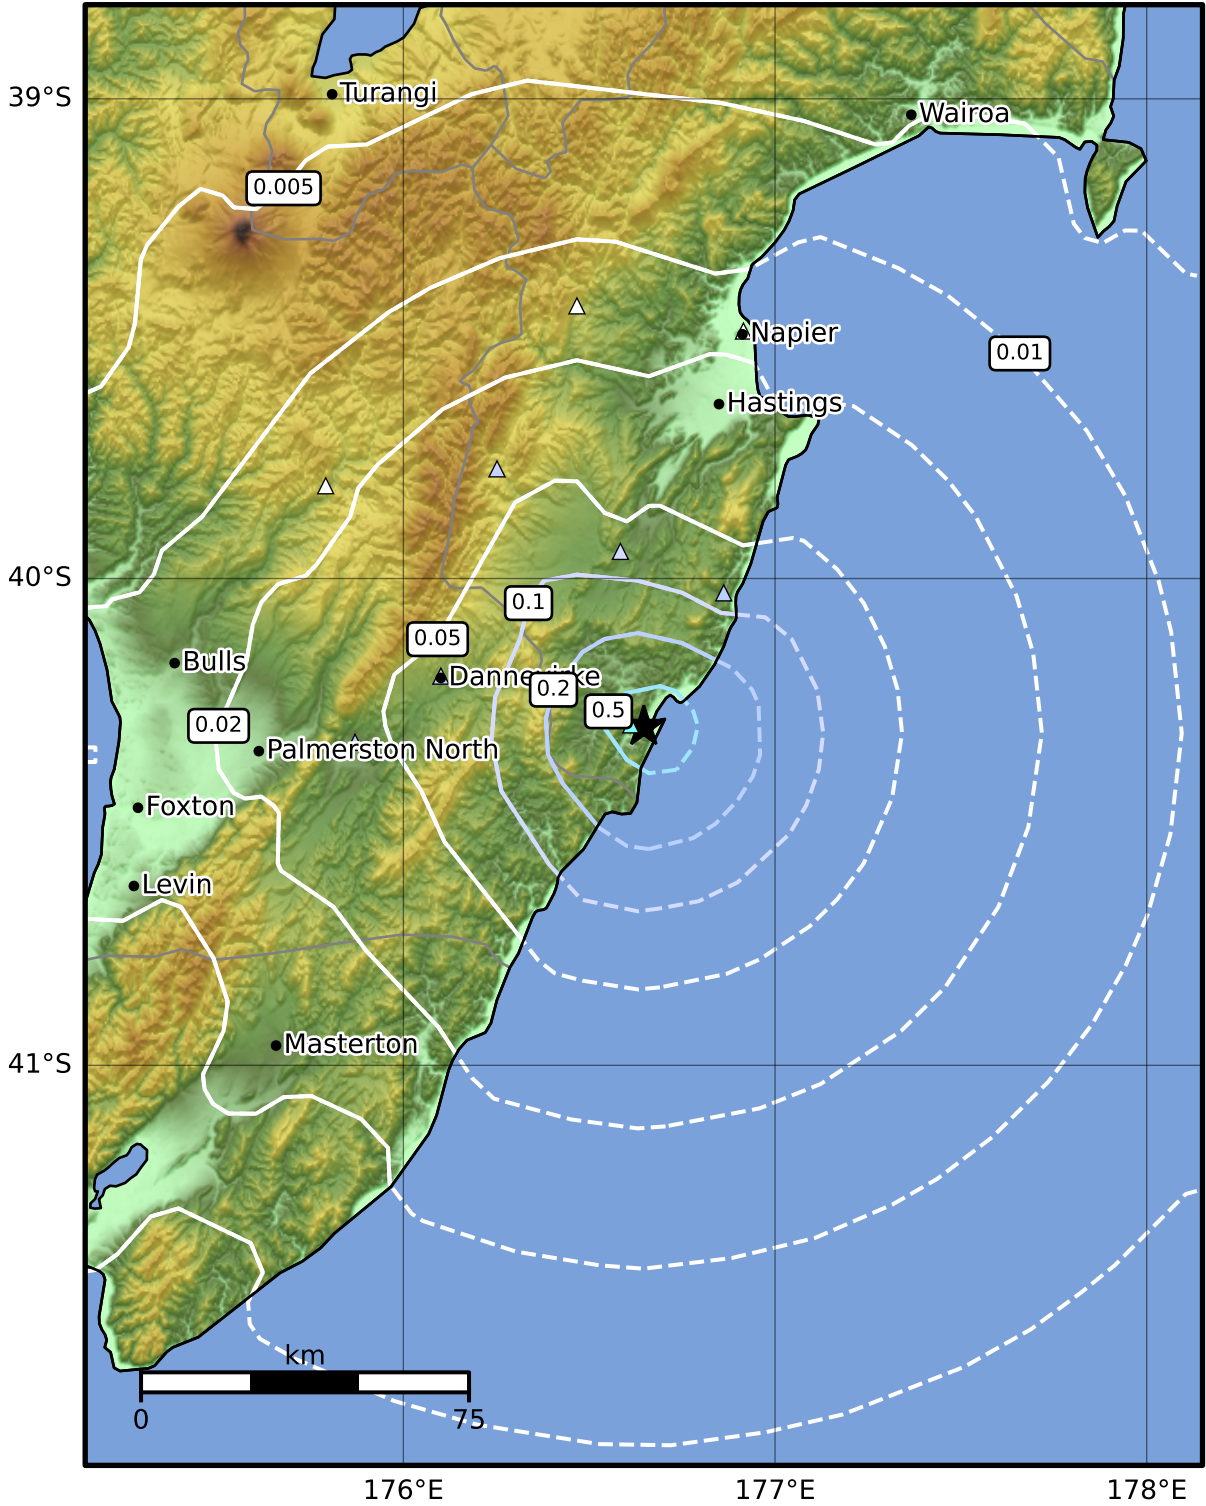 Turangi
39°S
Wairoa
0.005
Napier
0.01
Hastings
40°S
0.1
0.05
Bulls
Dannevirke
0.2
0.5
0.02
Palmerston North
Foxton
Levin
Masterton
41°S
km
0
75
176°E
177°E
178°E